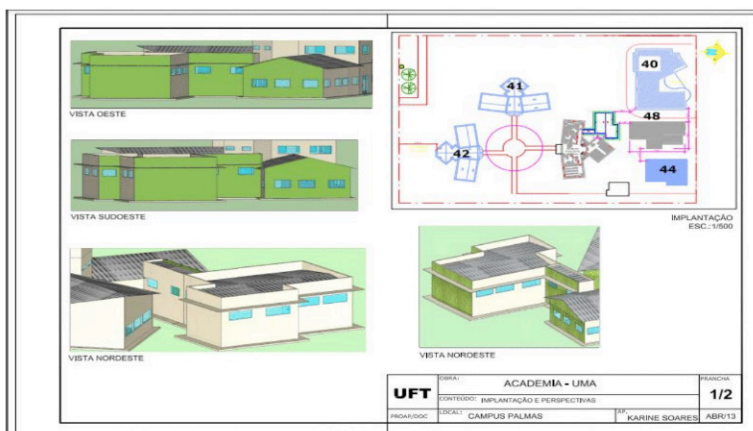 VISTA OESTE
VISTA SUDOESTE
VISTA NORDESTE
40
41
48
42
44
IMPLANTAÇÃO
ESC.:1/500
VISTA NOROESTE
UFT
OBRA:
ACADEMIA - UMA
PRANCHA
1/2
CONTEÚDO: IMPLANTAÇÃO E PERSPECTIVAS
PROAP/DOC
LOCAL: CAMPUS PALMAS
KARINE SOARES
ABR/13